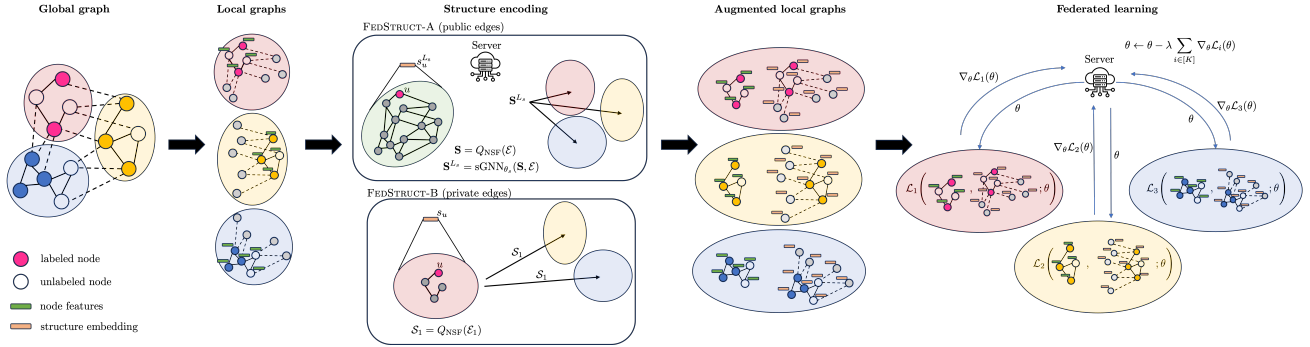 Global graph
Local graphs
Structure encoding
Augmented local graphs
Federated learning
FEDSTRUCT-A (public edges)
Server
s_u^{L_s}
u
S^{L_s}
S = Q_NSF(ℰ)
S^{L_s} = sGNN_{θ_s}(S, ℰ)
FEDSTRUCT-B (private edges)
s_u
u
𝒮_1
𝒮_1
𝒮_1 = Q_NSF(ℰ_1)
labeled node
unlabeled node
node features
structure embedding
θ ← θ − λ ∑_{i∈[K]} ∇_θ ℒ_i(θ)
Server
∇_θ ℒ_1(θ)
θ
∇_θ ℒ_2(θ)
θ
∇_θ ℒ_3(θ)
θ
ℒ_1( , ; θ)
ℒ_2( , ; θ)
ℒ_3( , ; θ)